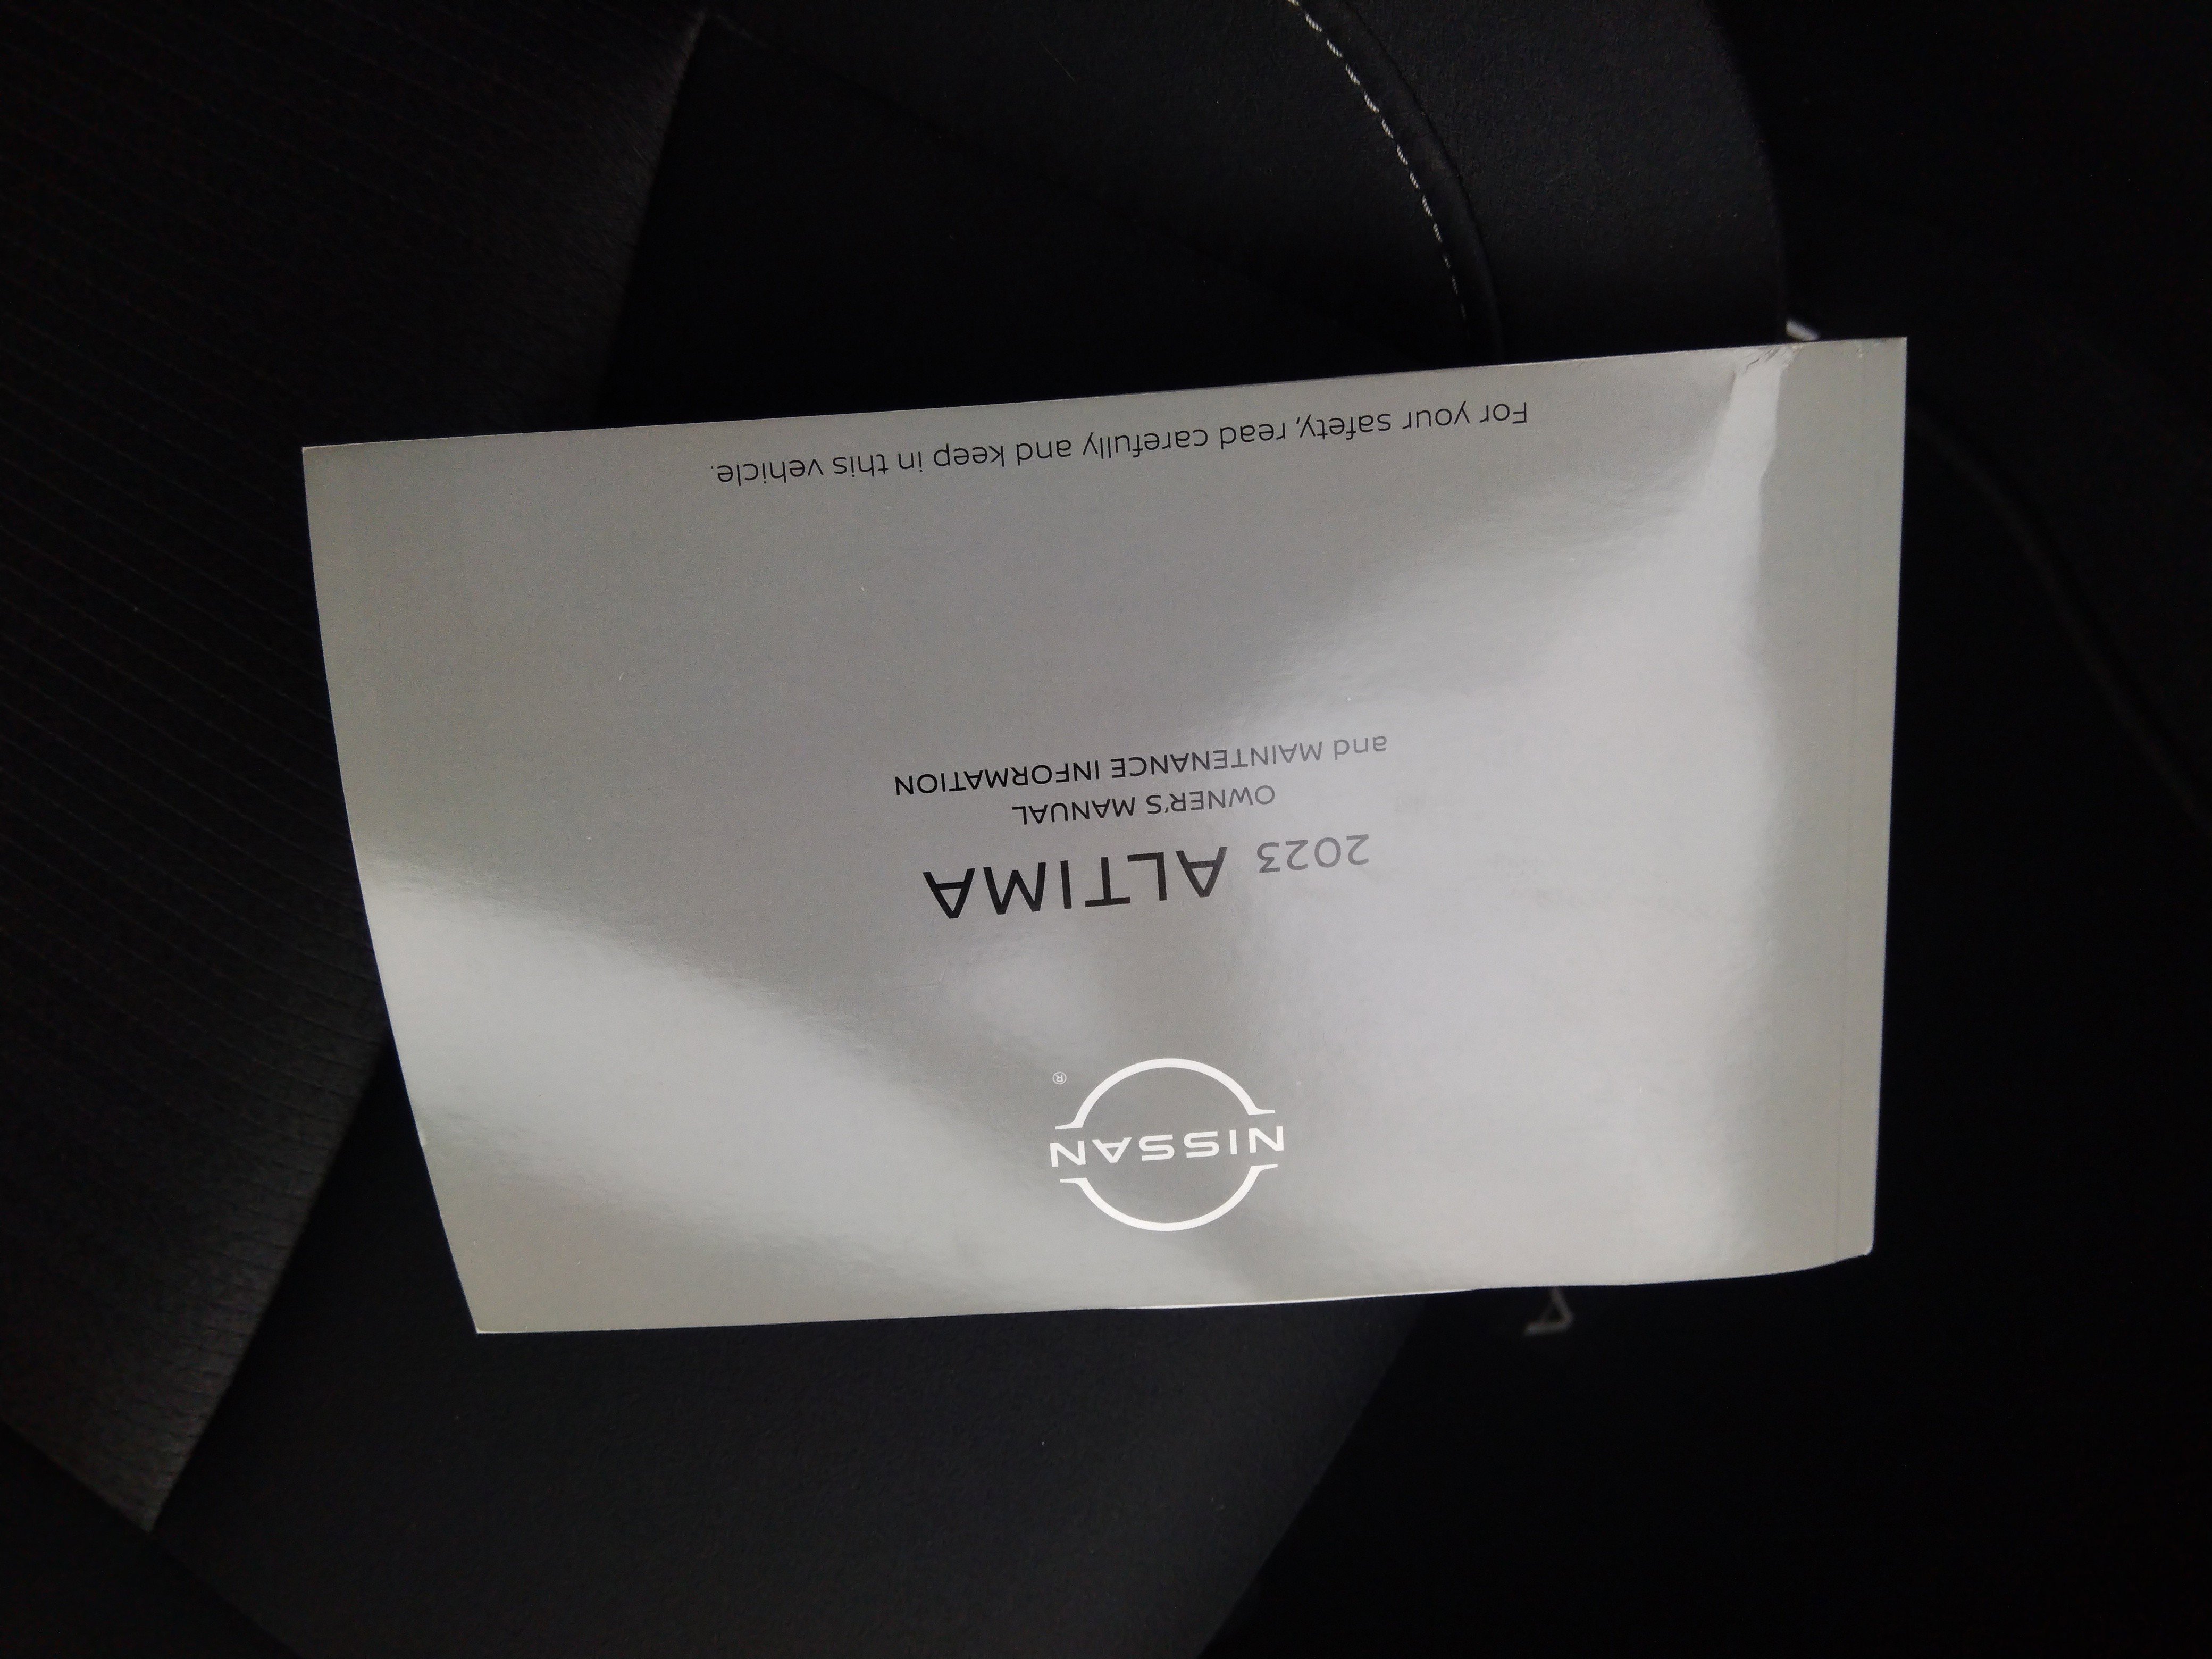 NISSAN
®
2023 ALTIMA
OWNER'S MANUAL
and MAINTENANCE INFORMATION
For your safety, read carefully and keep in this vehicle.